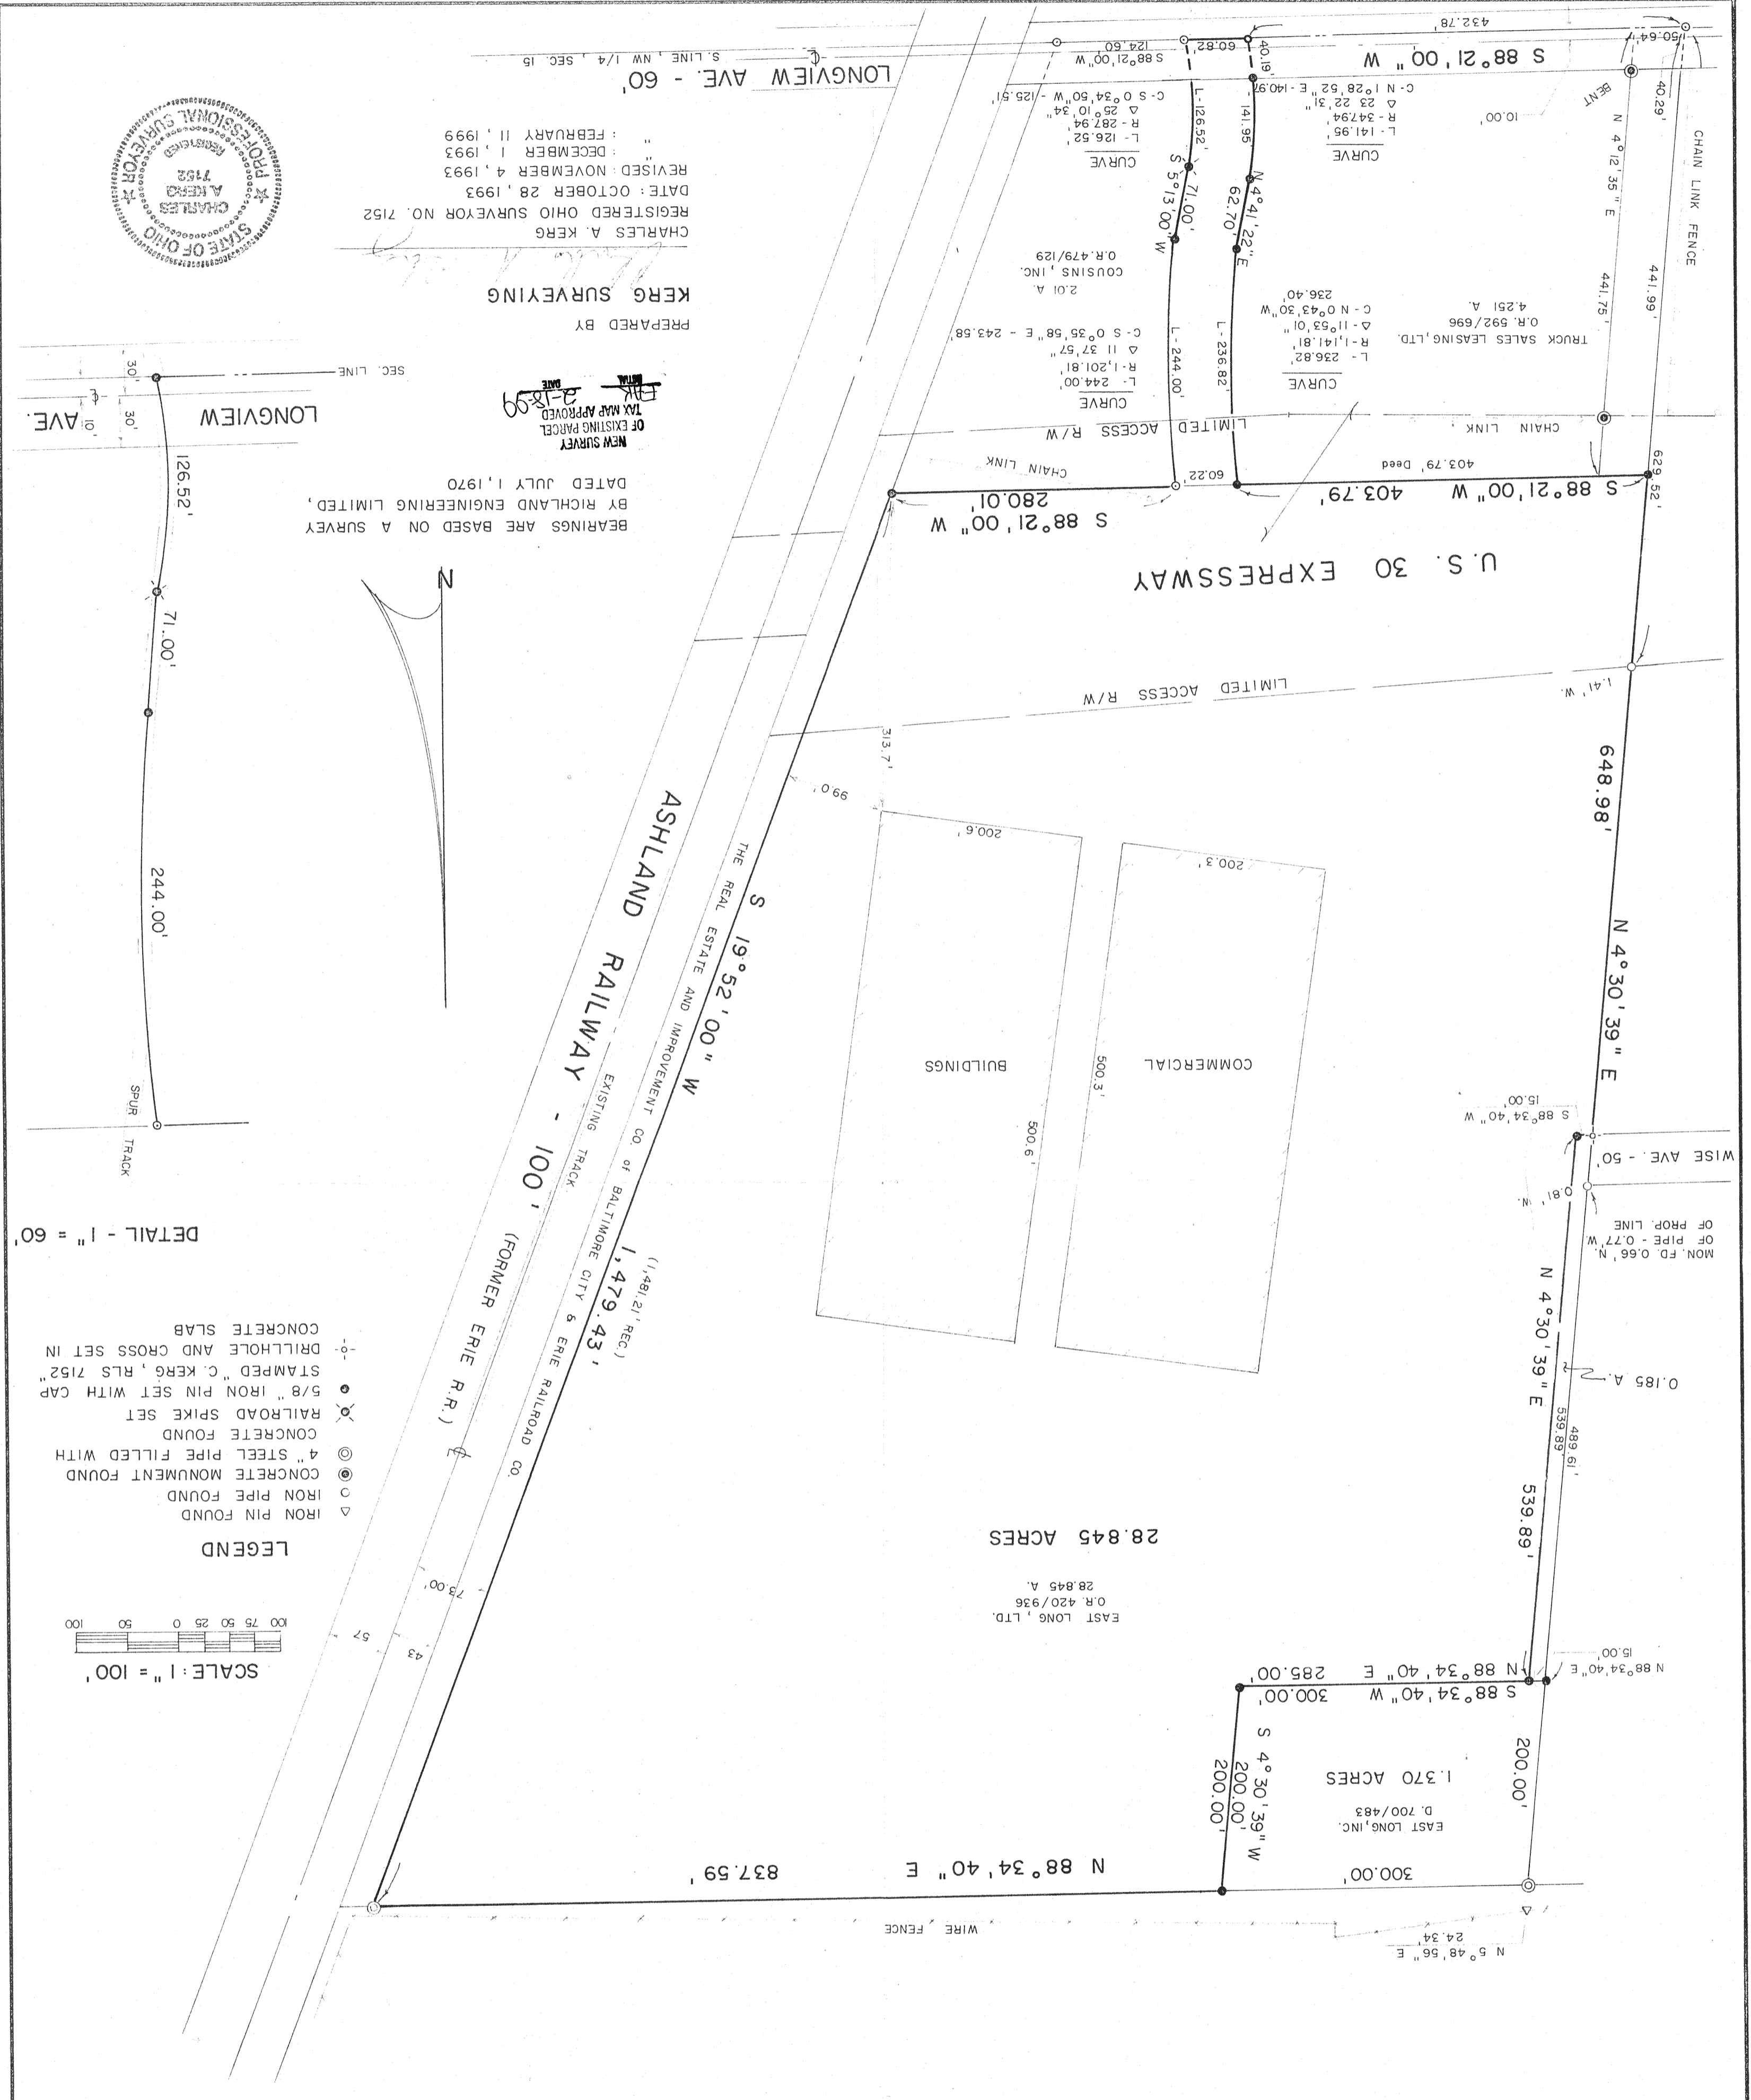 N 5°48'56" E
24.34'
WIRE FENCE
300.00'
N 88°34'40" E 837.59'
EAST LONG, INC.
D. 700/483
1.370 ACRES
200.00'
S 4°30'39" W
200.00'
200.00'
S 88°34'40" W 300.00'
N 88°34'40" E 285.00'
N 88°34'40" E
15.00'
EAST LONG, LTD.
O.R. 420/936
28.845 A.
28.845 ACRES
SCALE: 1" = 100'
100 75 50 25 0 50 100
43
57
73.00'
LEGEND
IRON PIN FOUND
IRON PIPE FOUND
CONCRETE MONUMENT FOUND
4" STEEL PIPE FILLED WITH
CONCRETE FOUND
RAILROAD SPIKE SET
5/8" IRON PIN SET WITH CAP
STAMPED "C. KERG, RLS 7152"
DRILLHOLE AND CROSS SET IN
CONCRETE SLAB
539.89'
N 4°30'39" E
489.61'
539.89'
0.185 A.
MON. FD. 0.66' N.
OF PIPE - 0.77' W
OF PROP. LINE
0.81' W.
WISE AVE. - 50'
S 88°34'40" W
15.00'
COMMERCIAL
BUILDINGS
500.3'
500.6'
200.3'
200.6'
99.0'
313.7'
1,479.43'
(1,481.21' REC.)
S 19°52'00" W
THE REAL ESTATE AND IMPROVEMENT CO. of BALTIMORE CITY & ERIE RAILROAD CO.
EXISTING TRACK
ASHLAND RAILWAY - 100' (FORMER ERIE R.R.)
DETAIL - 1" = 60'
SPUR TRACK
244.00'
71.00'
126.52'
LONGVIEW AVE.
30'
10'
30'
SEC. LINE
N 4°30'39" E
648.98'
1.41' W.
LIMITED ACCESS R/W
U.S. 30 EXPRESSWAY
N
BEARINGS ARE BASED ON A SURVEY
BY RICHLAND ENGINEERING LIMITED,
DATED JULY 1, 1970
629.52'
S 88°21'00" W 403.79'
403.79' Deed
60.22'
S 88°21'00" W
280.01'
CHAIN LINK
CHAIN LINK
LIMITED ACCESS R/W
NEW SURVEY
OF EXISTING PARCEL
TAX MAP APPROVED
2-18-99
INITIAL DATE
CURVE
L - 236.82'
R - 1,141.81'
Δ - 11°53'01"
C - N 0°43'30" W
236.40'
CURVE
L - 244.00'
R - 1,201.81'
Δ 11 37'57"
C - S 0°35'58" E - 243.58'
L - 236.82'
L - 244.00'
TRUCK SALES LEASING, LTD.
O.R. 592/696
4.251 A.
2.01 A.
COUSINS, INC.
O.R. 479/129
441.99'
441.75'
N 4°12'35" E
CHAIN LINK FENCE
N 4°41'22" E
62.70'
S 5°13'00" W
71.00'
CURVE
L - 141.95'
R - 347.94'
Δ 23 22'31"
C - N 1°28'52" E - 140.97'
CURVE
L - 126.52
R - 287.94'
Δ 25°10'34"
C - S 0°34'50" W - 125.51'
141.95
L - 126.52'
10.00'
BENT
40.29'
40.19'
50.64'
S 88°21'00" W
432.78'
60.82'
S 88°21'00" W
124.60'
PREPARED BY
KERG SURVEYING
CHARLES A. KERG
REGISTERED OHIO SURVEYOR NO. 7152
DATE: OCTOBER 28, 1993
REVISED: NOVEMBER 4, 1993
" : DECEMBER 1, 1993
" : FEBRUARY 11, 1999
STATE OF OHIO
CHARLES
A. KERG
7152
REGISTERED
PROFESSIONAL SURVEYOR
LONGVIEW AVE. - 60'
S. LINE, NW 1/4, SEC. 15